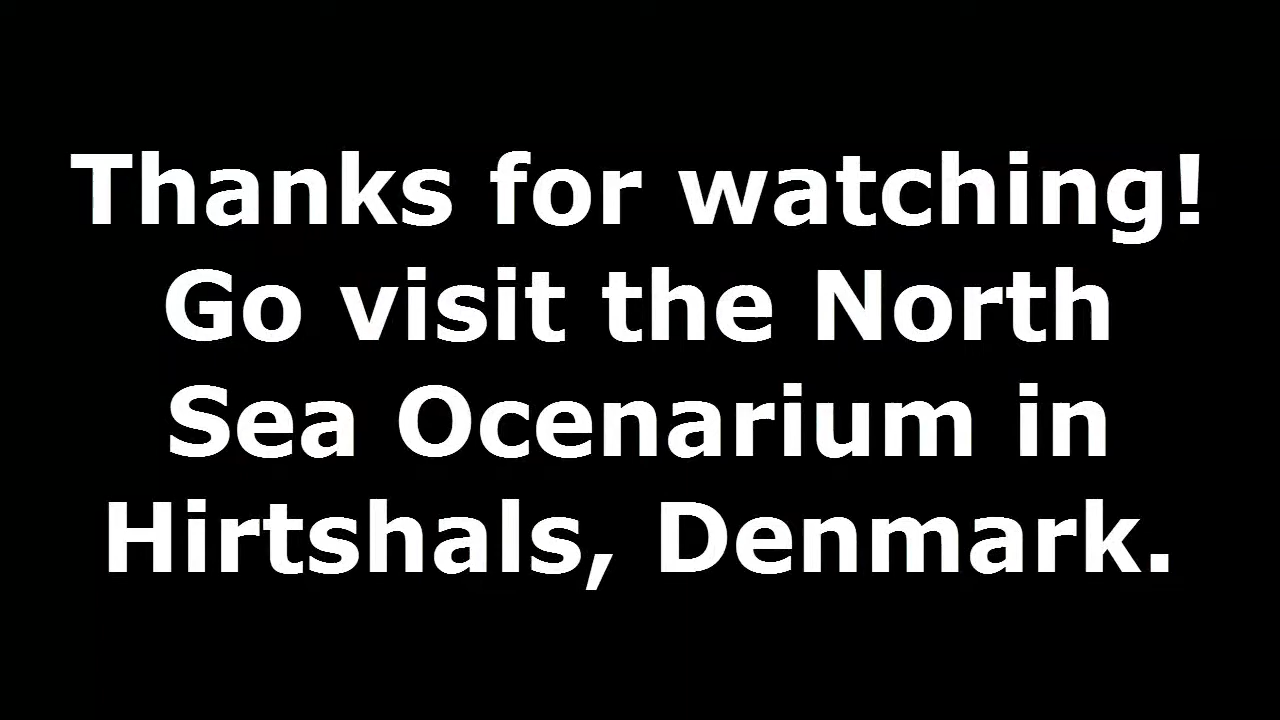 Thanks for watching!
Go visit the North
Sea Ocenarium in
Hirtshals, Denmark.